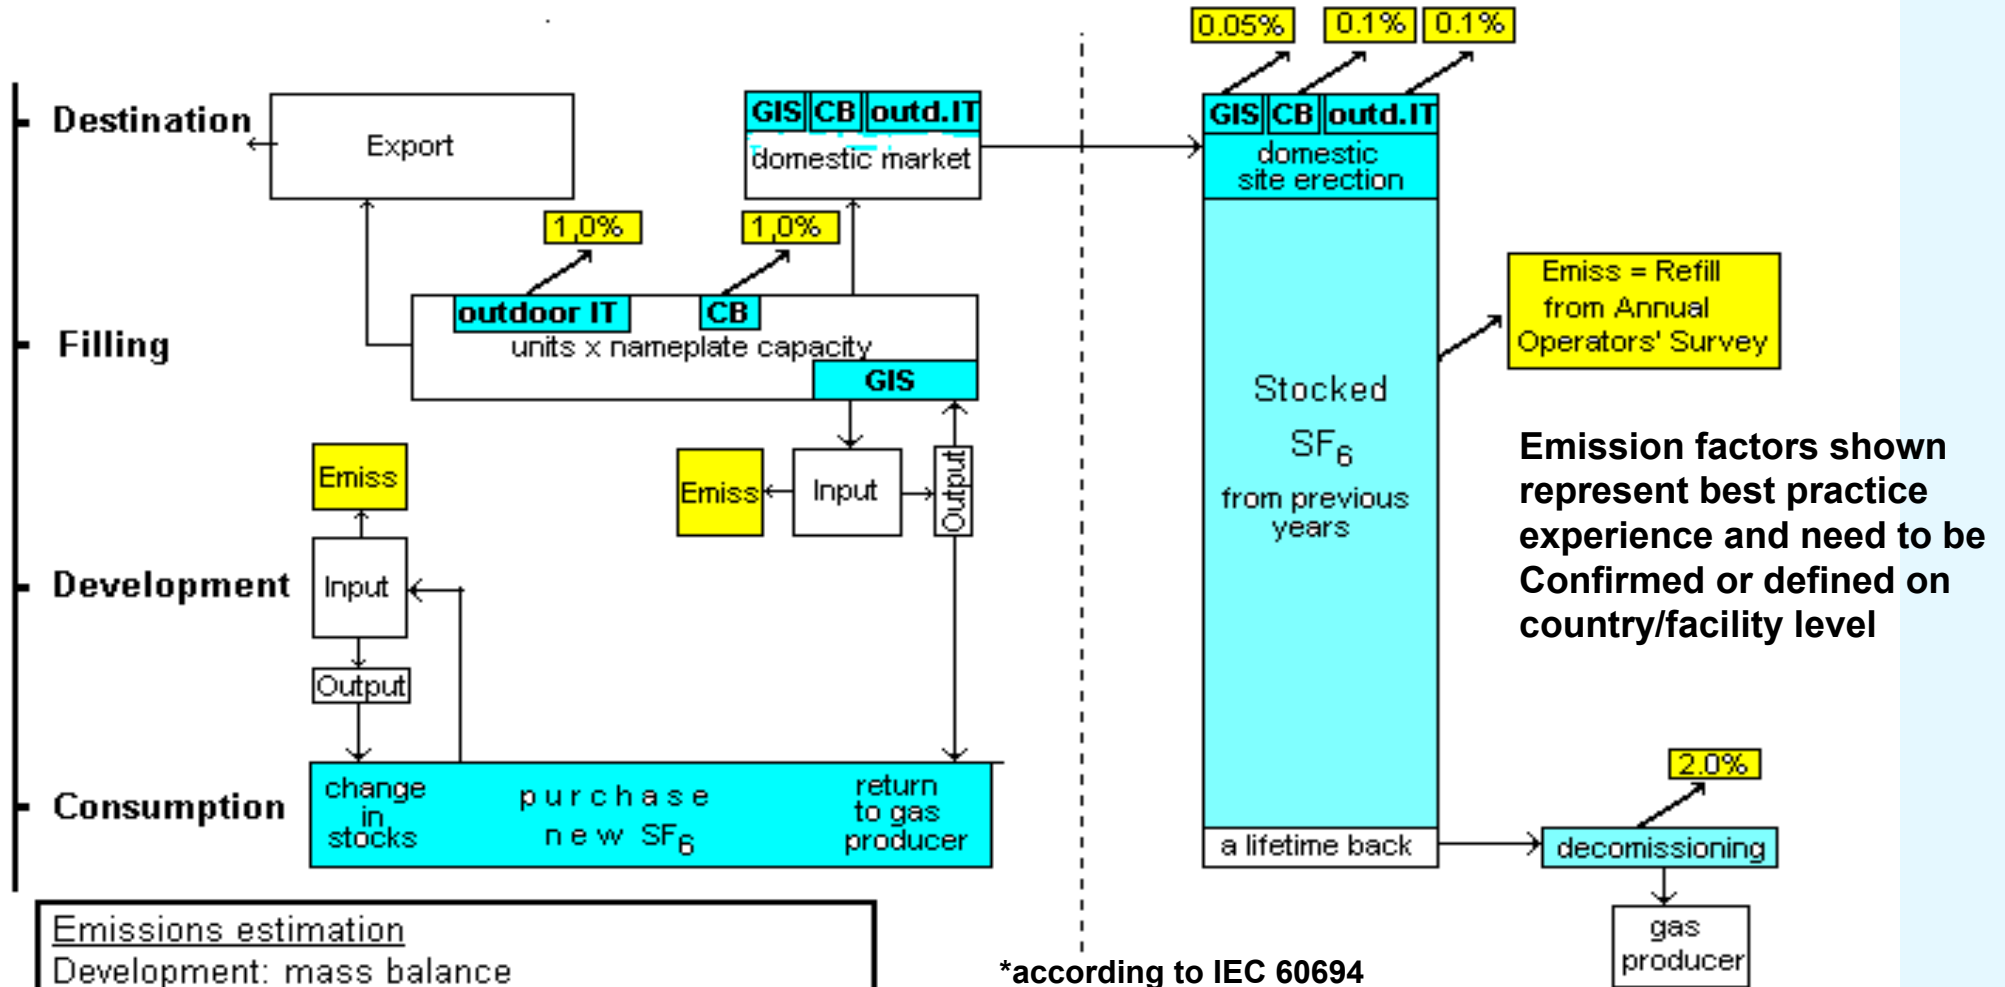 0.05%
0.1%
0.1%
Destination
Export
GIS CB outd.IT
domestic market
GIS CB outd.IT
domestic
site erection
1,0%
1,0%
Filling
outdoor IT
CB
units x nameplate capacity
GIS
Emiss = Refill
from Annual
Operators' Survey
Stocked
SF6
from previous
years
Emission factors shown
represent best practice
experience and need to be
Confirmed or defined on
country/facility level
Emiss
Emiss
Input
Output
Development
Input
Output
Consumption
change
in
stocks
purchase
new SF6
return
to gas
producer
2.0%
a lifetime back
decomissioning
gas
producer
Emissions estimation
Development: mass balance
*according to IEC 60694